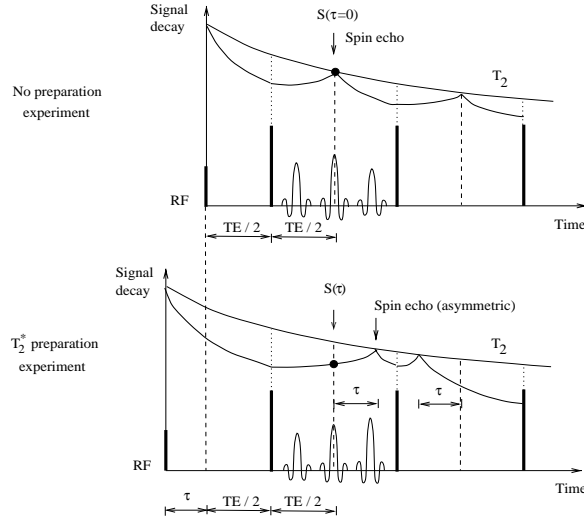 Signal
decay
S(τ=0)
Spin echo
No preparation
experiment
T2
RF
TE / 2
TE / 2
Time
Signal
decay
S(τ)
Spin echo (asymmetric)
T2* preparation
experiment
T2
τ
τ
RF
Time
τ
TE / 2
TE / 2